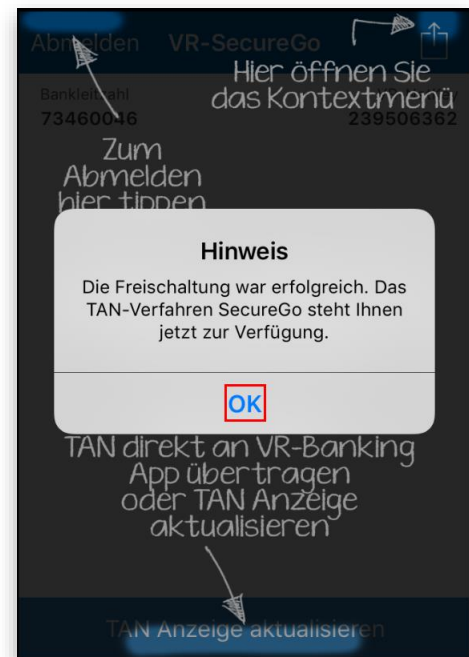 Abmelden VR-SecureGo
Hier öffnen Sie
das Kontextmenü
Bankleitzahl
73460046 239506362
Zum
Abmelden
hier tippen
Hinweis
Die Freischaltung war erfolgreich. Das
TAN-Verfahren SecureGo steht Ihnen
jetzt zur Verfügung.
OK
TAN direkt an VR-Banking
App übertragen
oder TAN Anzeige
aktualisieren
TAN Anzeige aktualisieren